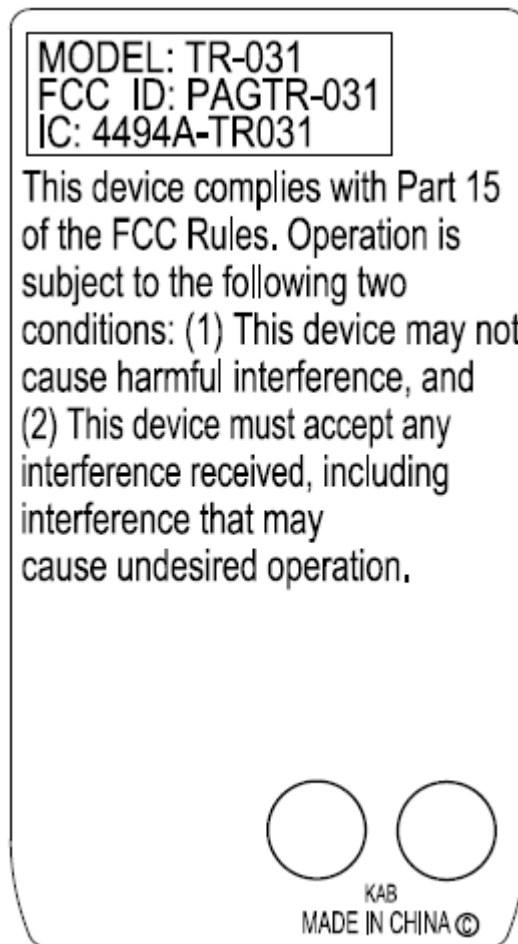 MODEL: TR-031
FCC ID: PAGTR-031
IC: 4494A-TR031
This device complies with Part 15
of the FCC Rules. Operation is
subject to the following two
conditions: (1) This device may not
cause harmful interference, and
(2) This device must accept any
interference received, including
interference that may
cause undesired operation.
KAB
MADE IN CHINA ©